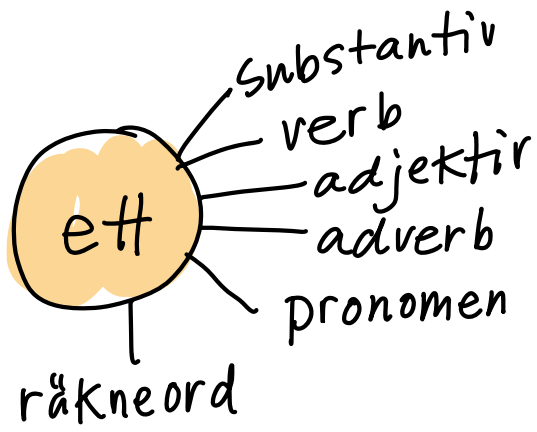 substantiv
verb
adjektiv
adverb
ett
pronomen
räkneord